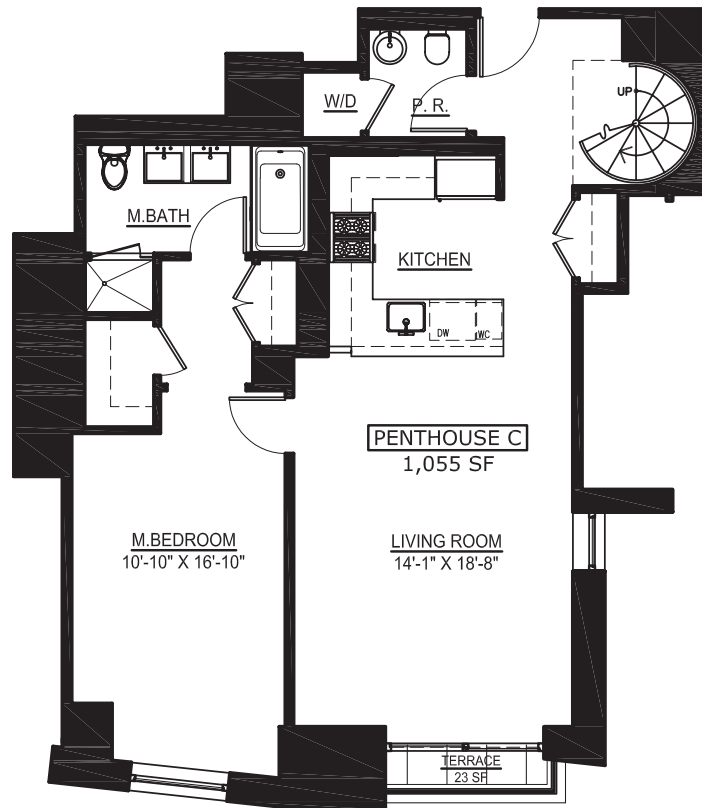 UP
W/D
P. R.
M.BATH
KITCHEN
DW
WC
PENTHOUSE C
1,055 SF
M.BEDROOM
10'-10" X 16'-10"
LIVING ROOM
14'-1" X 18'-8"
TERRACE
23 SF